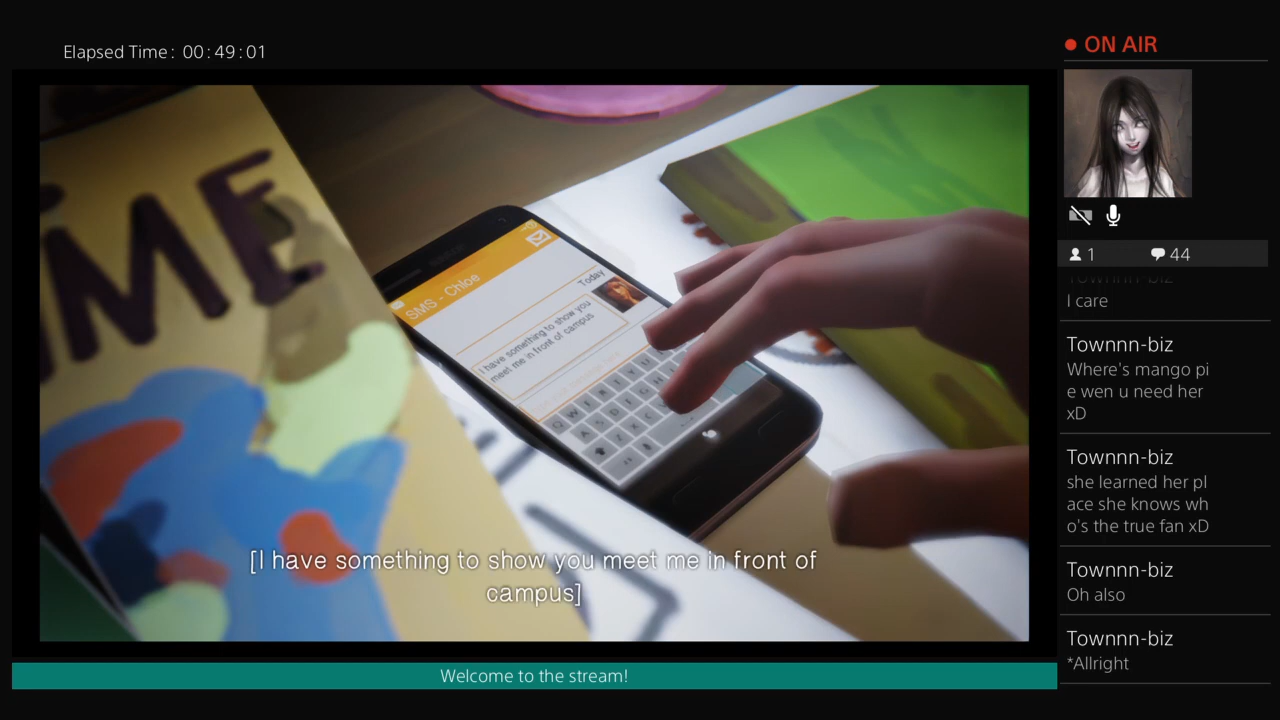 Elapsed Time: 00:49:01
ON AIR
1
44
I care
Townnn-biz
Where's mango pi
e wen u need her
xD
Townnn-biz
she learned her pl
ace she knows wh
o's the true fan xD
Townnn-biz
Oh also
Townnn-biz
*Allright
IME
SMS - Chloe
Today
I have something to show you
meet me in front of campus
[I have something to show you meet me in front of
campus]
Welcome to the stream!